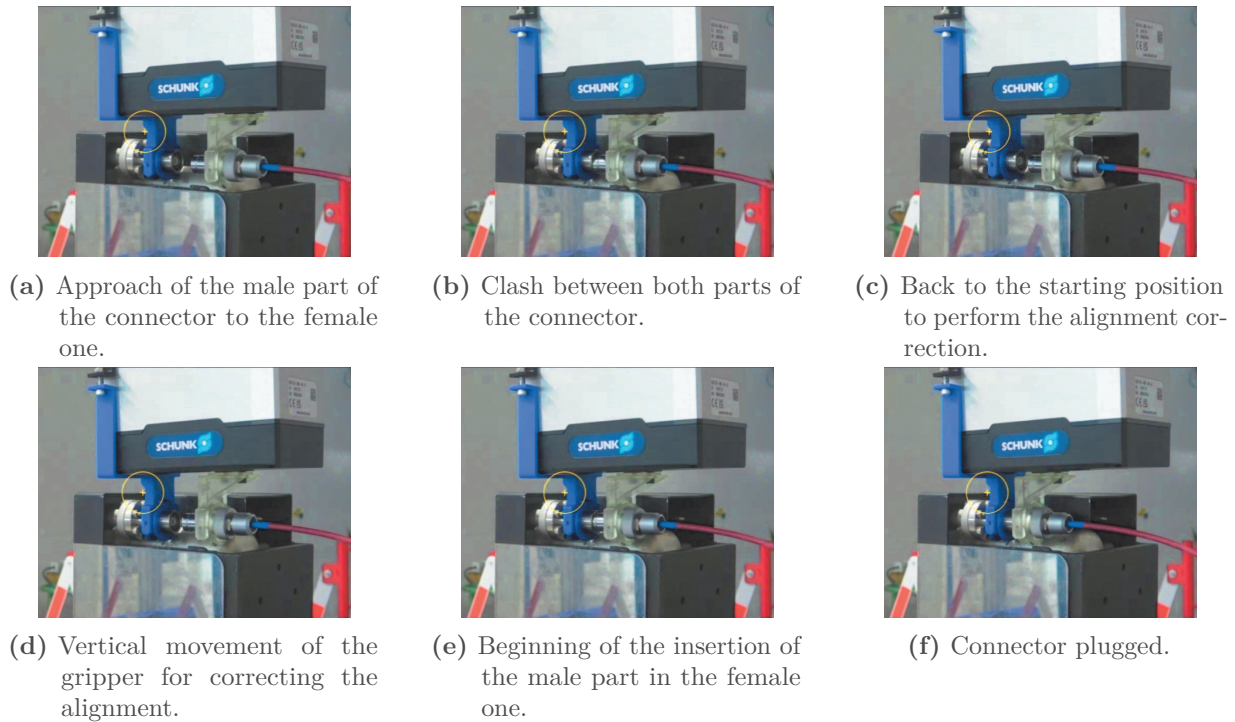 SCHUNK
SCHUNK
SCHUNK
(a) Approach of the male part of
the connector to the female
one.
(b) Clash between both parts of
the connector.
(c) Back to the starting position
to perform the alignment cor-
rection.
SCHUNK
SCHUNK
SCHUNK
(d) Vertical movement of the
gripper for correcting the
alignment.
(e) Beginning of the insertion of
the male part in the female
one.
(f) Connector plugged.